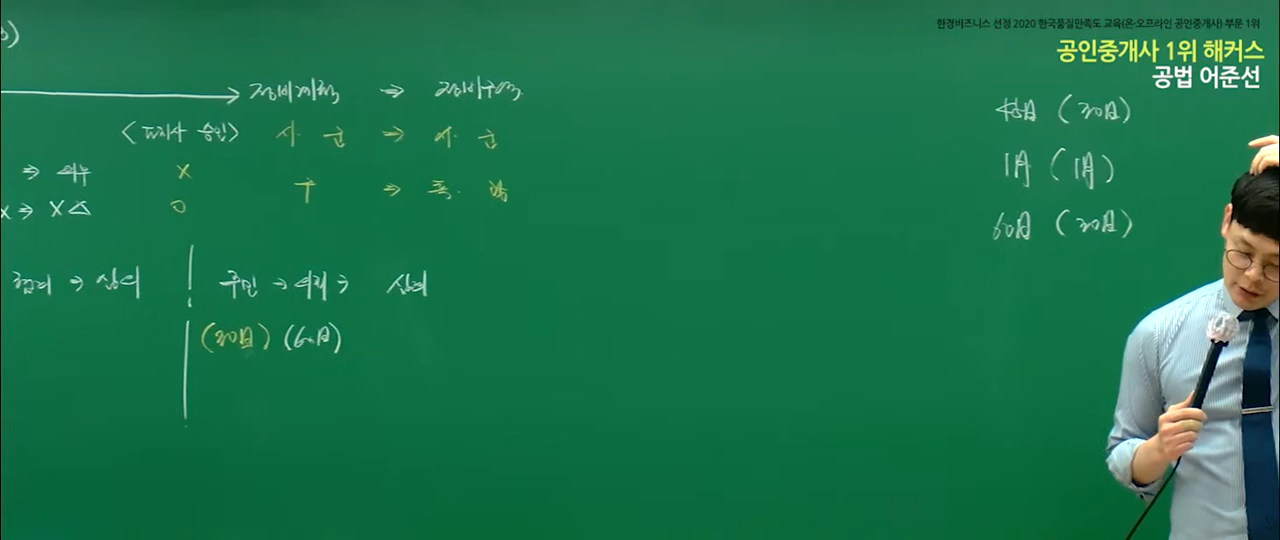 한경비즈니스 선정 2020 한국품질만족도 교육(온·오프라인 공인중개사) 부문 1위
공인중개사 1위 해커스
공법 어준선
정비계획 → 정비구역
<도지사 승인> 시·군 → 시·군
→ 의무 X
구 → 특·광
X → X△ O
협의 → 심의 주민 → 의회 → 심의
(30日) (60日)
(30日)
1月 (1月)
60日 (30日)